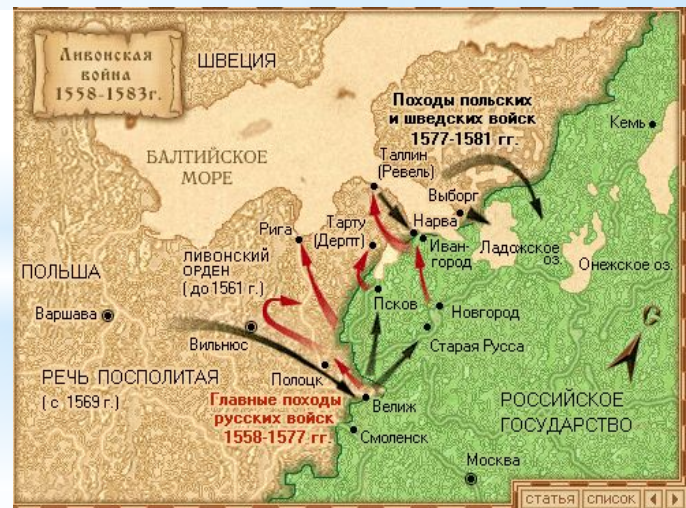 Ливонская
война
1558-1583г.
ШВЕЦИЯ
Походы польских
и шведских войск
1577-1581 гг.
Кемь
БАЛТИЙСКОЕ
МОРЕ
Таллин
(Ревель)
Выборг
Нарва
Рига
Тарту
(Дерпт)
Иван-
город
Ладожское
оз.
Онежское оз.
ЛИВОНСКИЙ
ОРДЕН
(до 1561 г.)
ПОЛЬША
Варшава
Псков
Новгород
С
Вильнюс
Старая Русса
Полоцк
РЕЧЬ ПОСПОЛИТАЯ
(с 1569 г.)
Главные походы
русских войск
1558-1577 гг.
Велиж
Смоленск
РОССИЙСКОЕ
ГОСУДАРСТВО
Москва
статья список